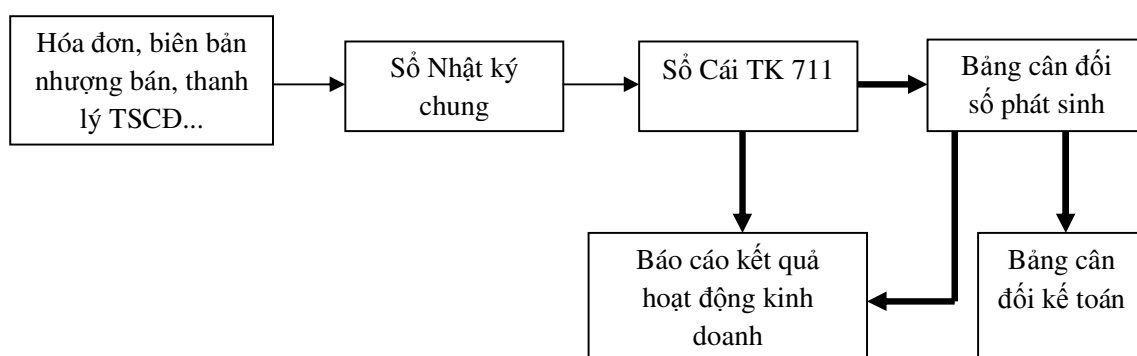 Hóa đơn, biên bản
nhượng bán, thanh
lý TSCĐ...
Sổ Nhật ký
chung
Sổ Cái TK 711
Bảng cân đối
số phát sinh
Báo cáo kết quả
hoạt động kinh
doanh
Bảng cân
đối kế toán